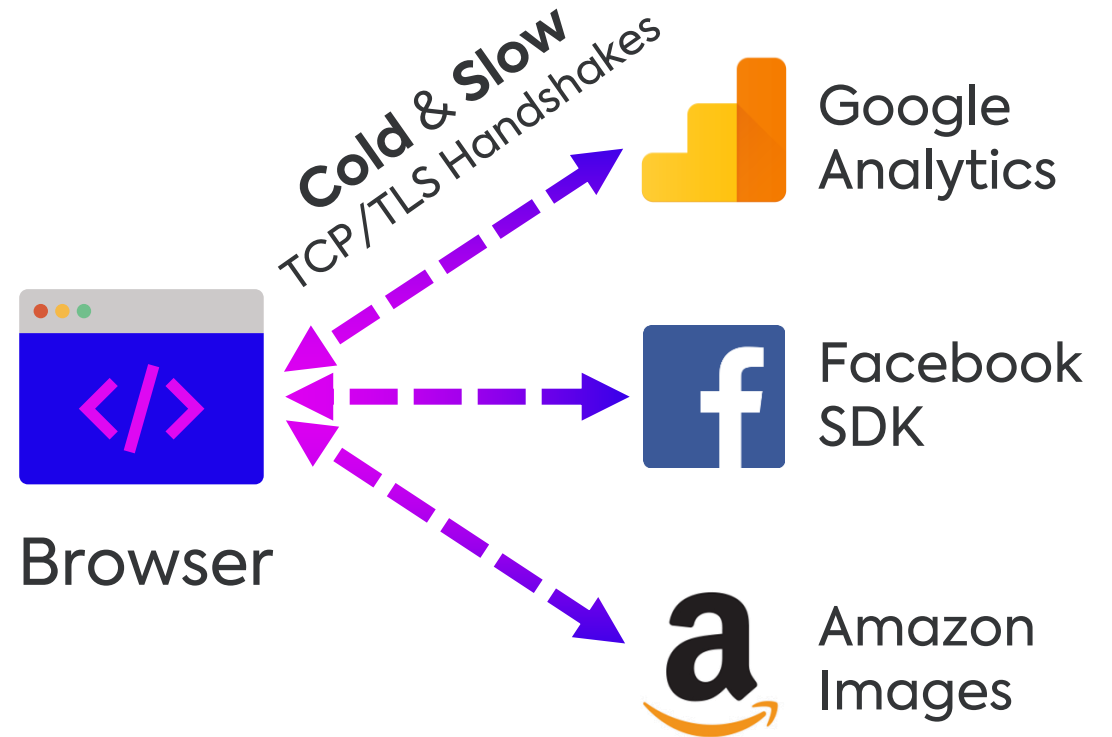 Cold & Slow
TCP/TLS Handshakes
Google
Analytics
</>
Browser
Facebook
SDK
Amazon
Images